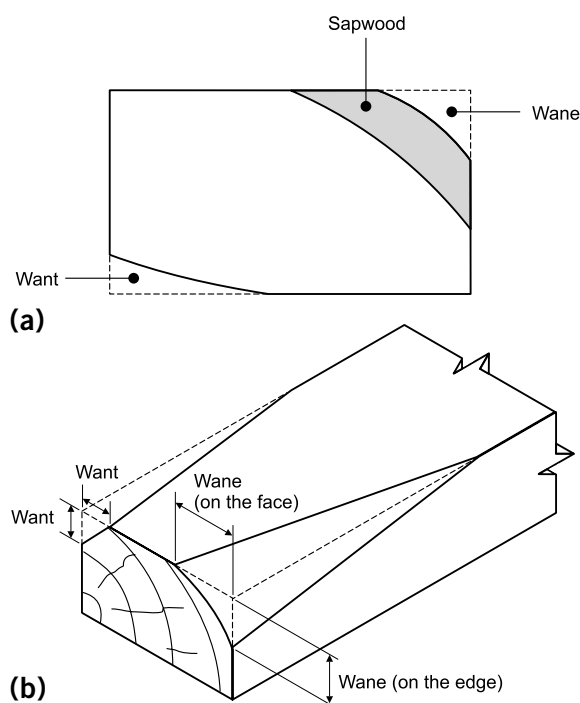 Sapwood
Wane
Want
(a)
Want
Wane
(on the face)
Want
Wane (on the edge)
(b)